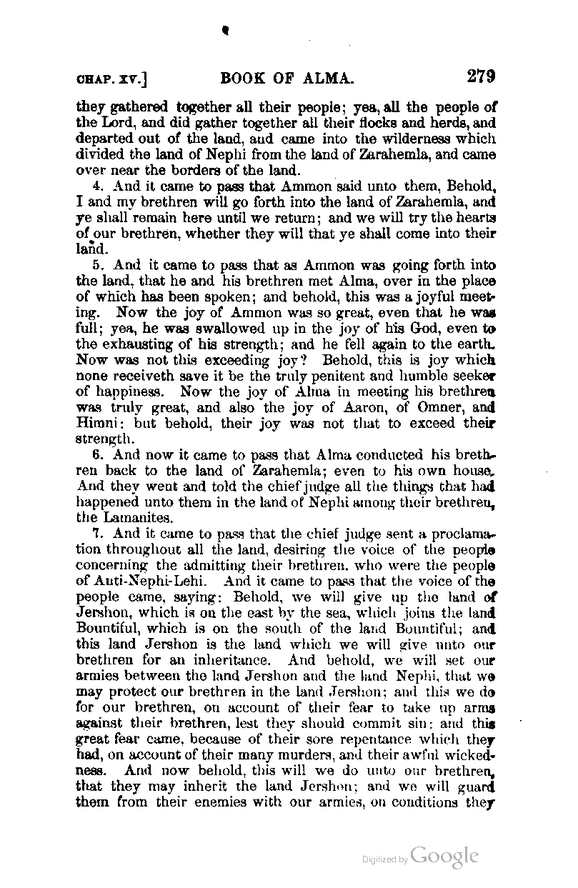 CHAP. XV.] BOOK OF ALMA. 279
they gathered together all their people; yea, all the people of
the Lord, and did gather together all their flocks and herds, and
departed out of the land, and came into the wilderness which
divided the land of Nephi from the land of Zarahemla, and came
over near the borders of the land.
4. And it came to pass that Ammon said unto them, Behold,
I and my brethren will go forth into the land of Zarahemla, and
ye shall remain here until we return; and we will try the hearts
of our brethren, whether they will that ye shall come into their
land.
5. And it came to pass that as Ammon was going forth into
the land, that he and his brethren met Alma, over in the place
of which has been spoken; and behold, this was a joyful meet-
ing. Now the joy of Ammon was so great, even that he was
full; yea, he was swallowed up in the joy of his God, even to
the exhausting of his strength; and he fell again to the earth.
Now was not this exceeding joy? Behold, this is joy which
none receiveth save it be the truly penitent and humble seeker
of happiness. Now the joy of Alma in meeting his brethren
was truly great, and also the joy of Aaron, of Omner, and
Himni: but behold, their joy was not that to exceed their
strength.
6. And now it came to pass that Alma conducted his breth-
ren back to the land of Zarahemla; even to his own house.
And they went and told the chief judge all the things that had
happened unto them in the land of Nephi among their brethren,
the Lamanites.
7. And it came to pass that the chief judge sent a proclama-
tion throughout all the land, desiring the voice of the people
concerning the admitting their brethren, who were the people
of Anti-Nephi-Lehi. And it came to pass that the voice of the
people came, saying: Behold, we will give up the land of
Jershon, which is on the east by the sea, which joins the land
Bountiful, which is on the south of the land Bountiful; and
this land Jershon is the land which we will give unto our
brethren for an inheritance. And behold, we will set our
armies between the land Jershon and the land Nephi, that we
may protect our brethren in the land Jershon; and this we do
for our brethren, on account of their fear to take up arms
against their brethren, lest they should commit sin; and this
great fear came, because of their sore repentance which they
had, on account of their many murders, and their awful wicked-
ness. And now behold, this will we do unto our brethren,
that they may inherit the land Jershon; and we will guard
them from their enemies with our armies, on conditions they
Digitized by Google